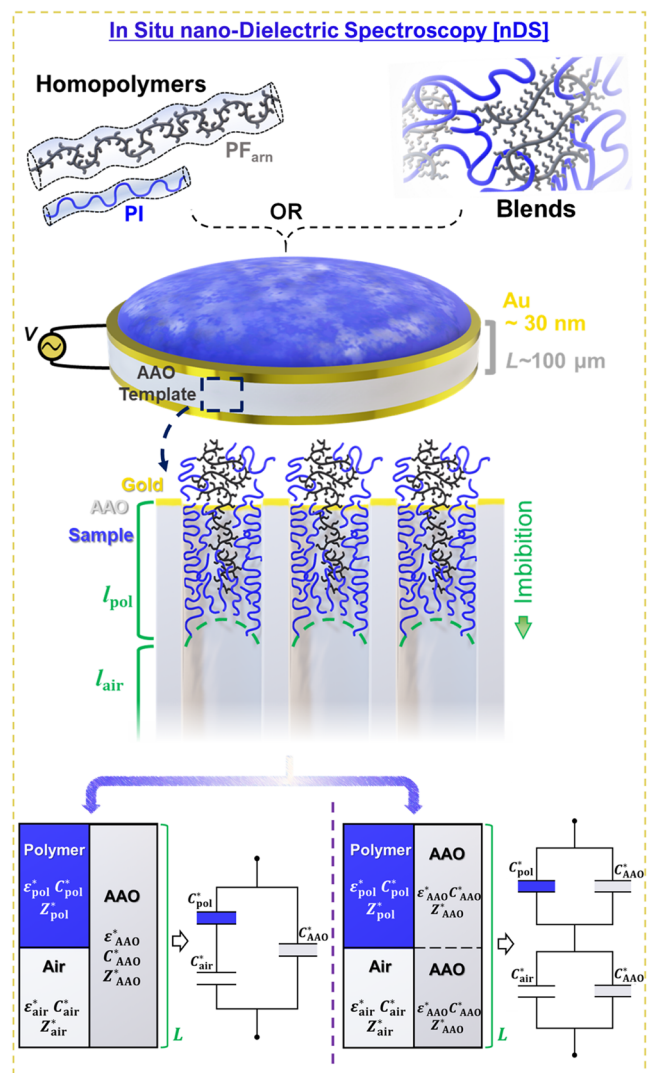 In Situ nano-Dielectric Spectroscopy [nDS]
Homopolymers
PFarn
PI
OR
Blends
V
Au
~ 30 nm
L~100 μm
AAO
Template
Gold
AAO
Sample
lpol
lair
Imbibition
Polymer
ε*pol C*pol
Z*pol
Air
ε*air C*air
Z*air
AAO
ε*AAO
C*AAO
Z*AAO
L
C*pol
C*air
C*AAO
Polymer
ε*pol C*pol
Z*pol
Air
ε*air C*air
Z*air
AAO
ε*AAO C*AAO
Z*AAO
AAO
ε*AAO C*AAO
Z*AAO
L
C*pol
C*AAO
C*air
C*AAO